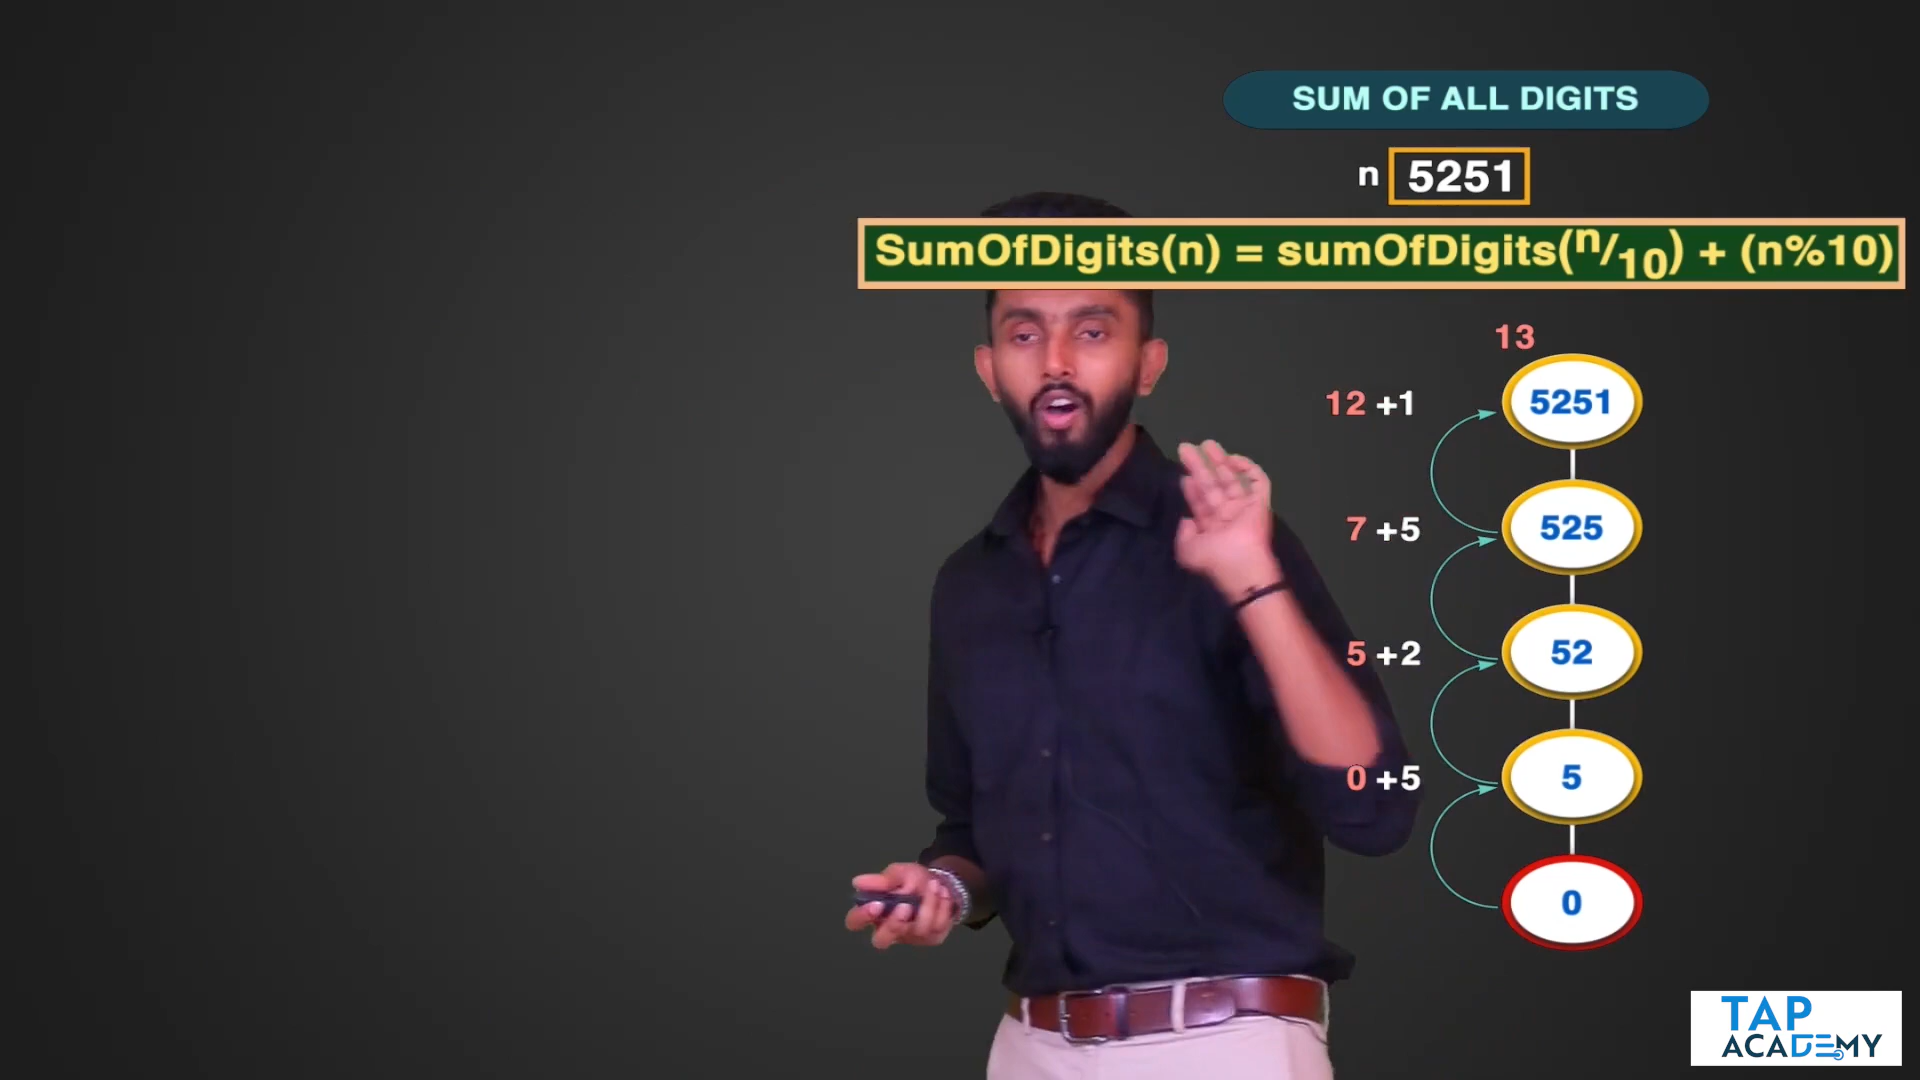 SUM OF ALL DIGITS
n 5251
SumOfDigits(n) = sumOfDigits(n/10) + (n%10)
13
12 +1 5251
7 +5 525
5 +2 52
0 +5 5
0
TAP
ACADEMY